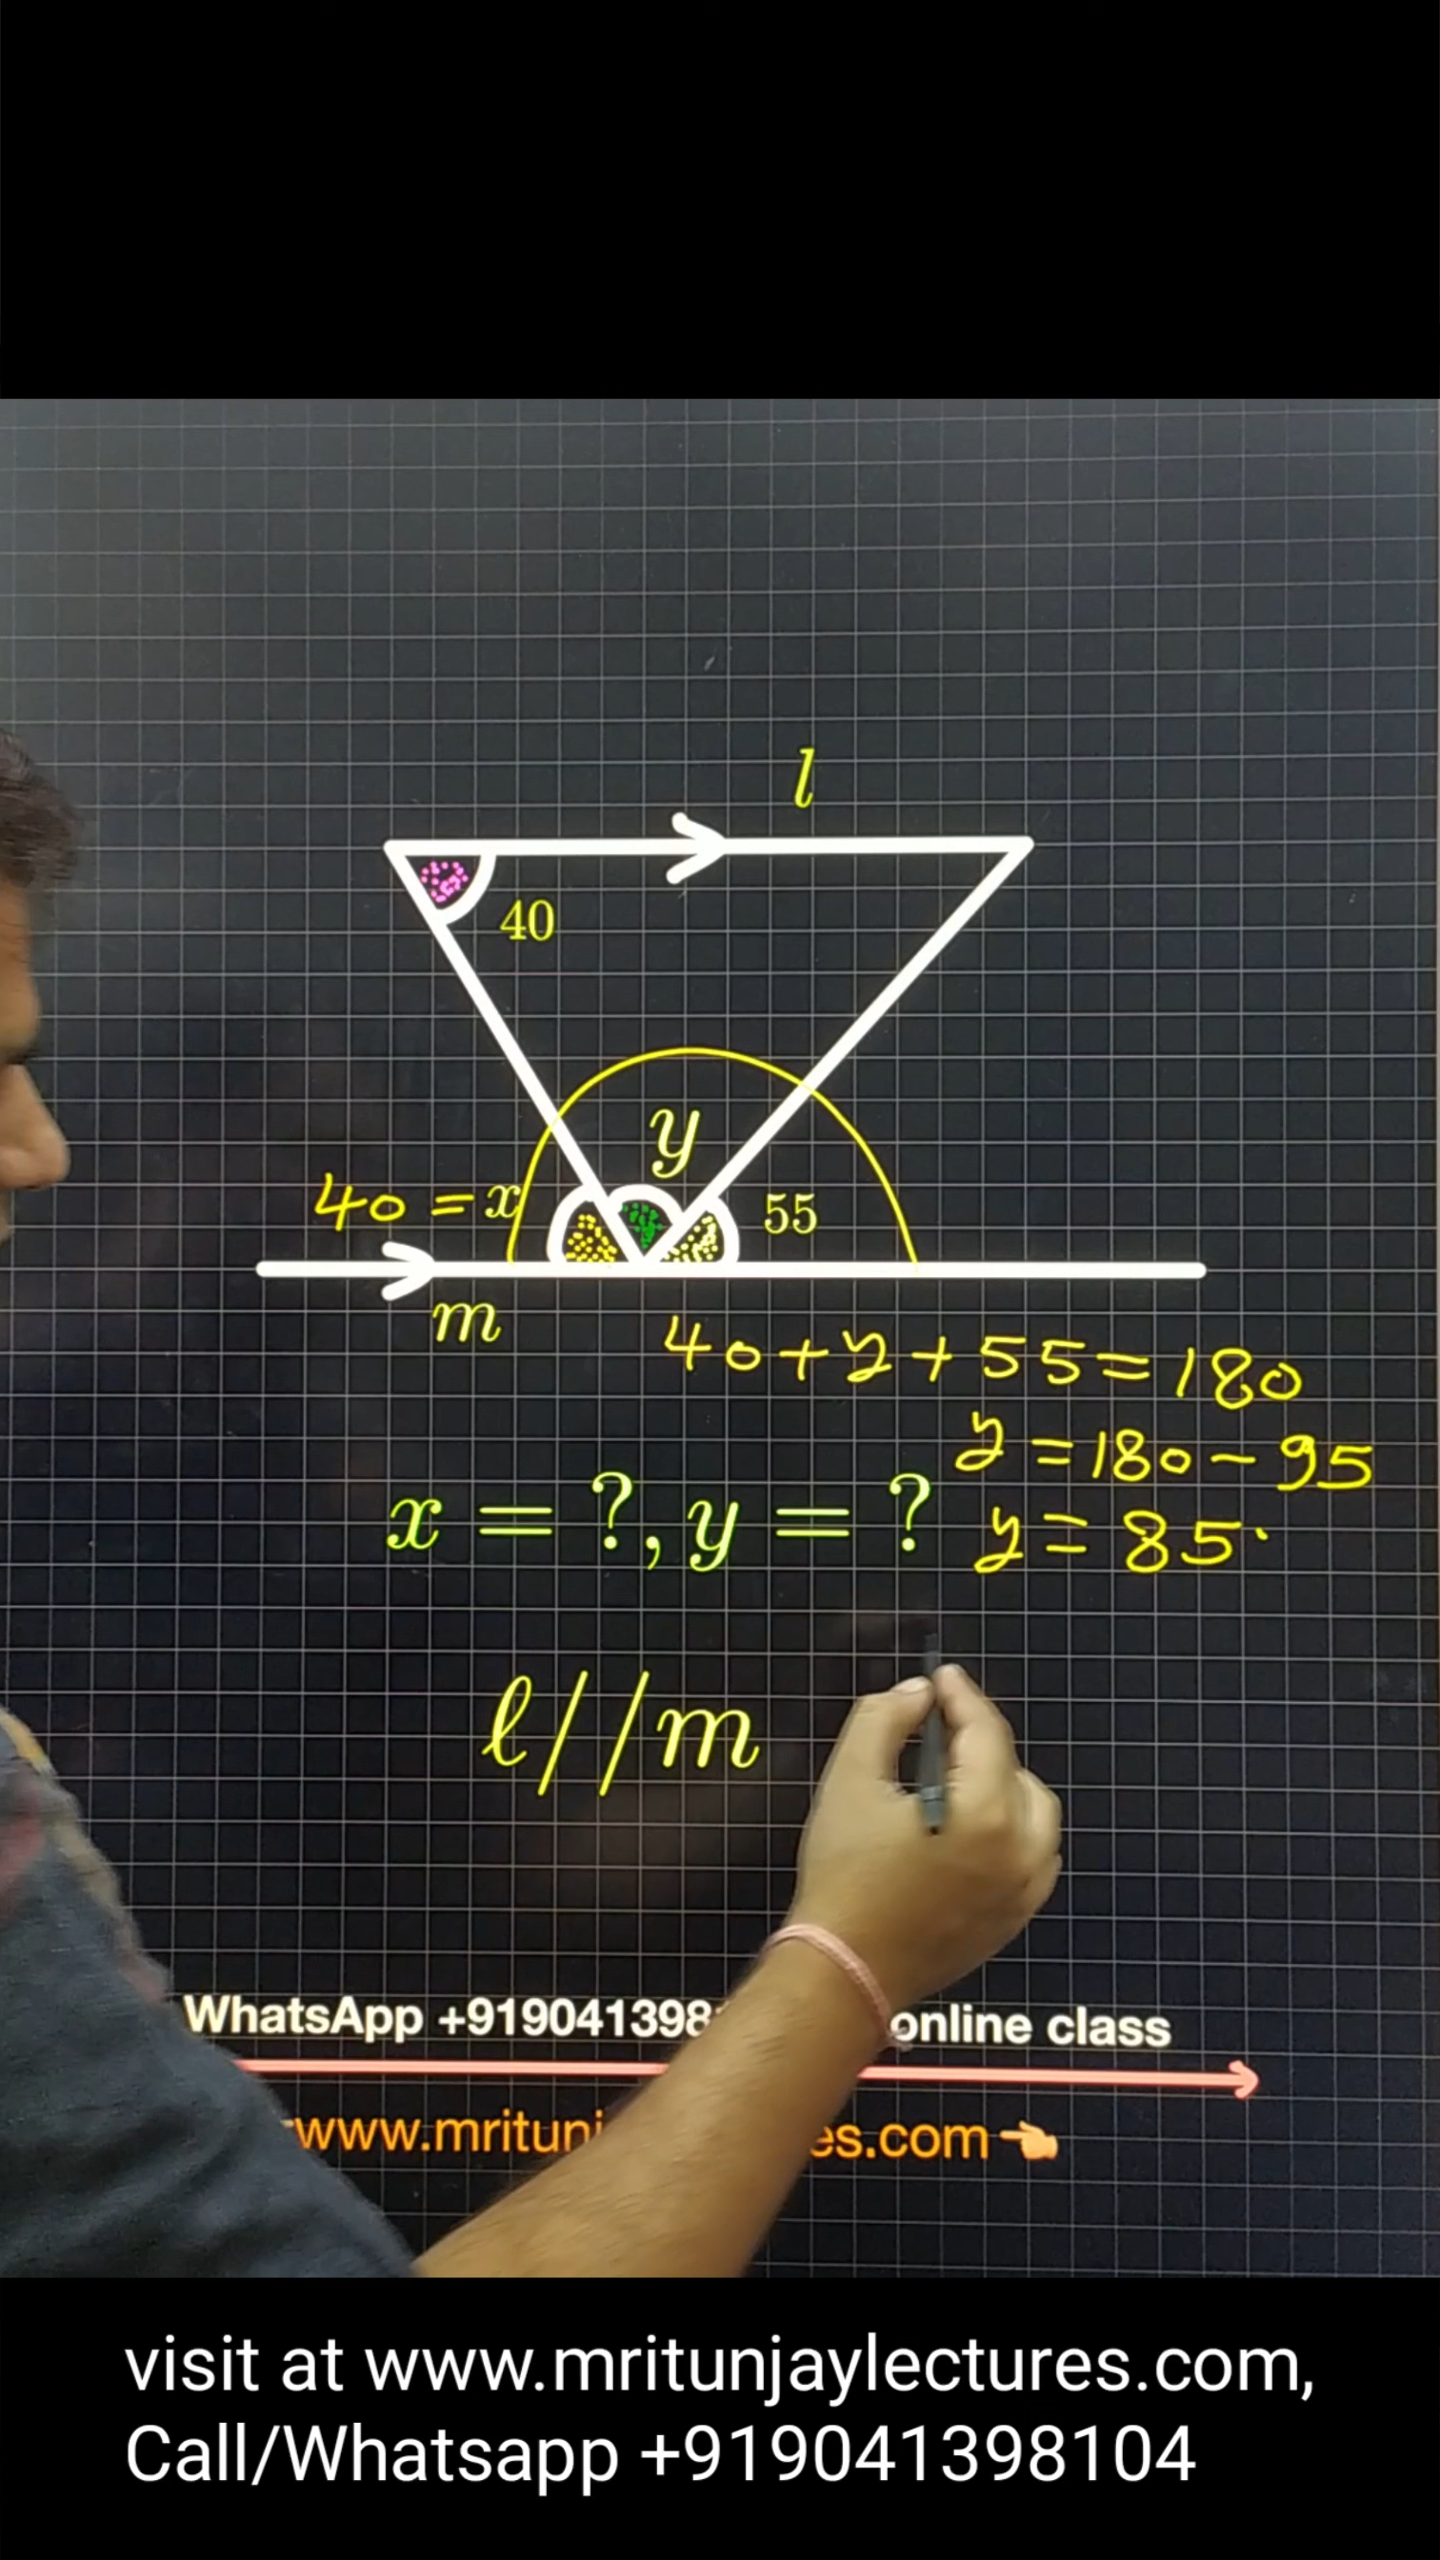 l
40
y
40 = x
55
m
40+y+55=180
y =180-95
x = ?, y = ?
y = 85°
ℓ//m
WhatsApp +919041398
online class
www.mritunj
es.com
visit at www.mritunjaylectures.com,
Call/Whatsapp +919041398104